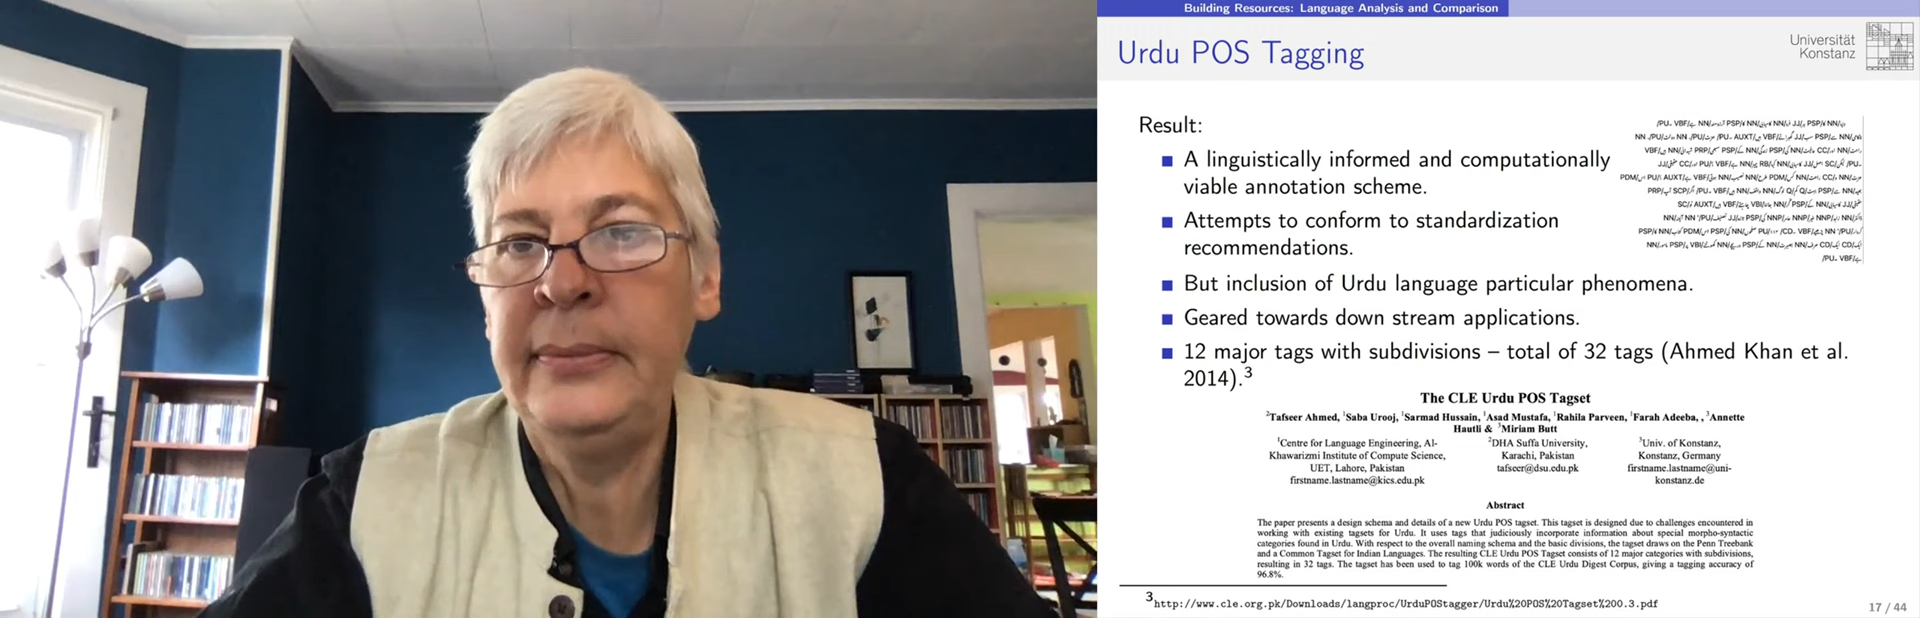 Building Resources: Language Analysis and Comparison
Urdu POS Tagging
Universität
Konstanz
Result:
■ A linguistically informed and computationally
viable annotation scheme.
■ Attempts to conform to standardization
recommendations.
■ But inclusion of Urdu language particular phenomena.
■ Geared towards down stream applications.
■ 12 major tags with subdivisions – total of 32 tags (Ahmed Khan et al.
2014).3
The CLE Urdu POS Tagset
2Tafseer Ahmed, 1Saba Urooj, 1Sarmad Hussain, 1Asad Mustafa, 1Rahila Parveen, 1Farah Adeeba, , 3Annette
Hautli & 3Miriam Butt
1Centre for Language Engineering, Al-
Khawarizmi Institute of Compute Science,
UET, Lahore, Pakistan
firstname.lastname@kics.edu.pk
2DHA Suffa University,
Karachi, Pakistan
tafseer@dsu.edu.pk
3Univ. of Konstanz,
Konstanz, Germany
firstname.lastname@uni-
konstanz.de
Abstract
The paper presents a design schema and details of a new Urdu POS tagset. This tagset is designed due to challenges encountered in
working with existing tagsets for Urdu. It uses tags that judiciously incorporate information about special morpho-syntactic
categories found in Urdu. With respect to the overall naming schema and the basic divisions, the tagset draws on the Penn Treebank
and a Common Tagset for Indian Languages. The resulting CLE Urdu POS Tagset consists of 12 major categories with subdivisions,
resulting in 32 tags. The tagset has been used to tag 100k words of the CLE Urdu Digest Corpus, giving a tagging accuracy of
96.8%.
3http://www.cle.org.pk/Downloads/langproc/UrduPOStagger/Urdu%20POS%20Tagset%200.3.pdf
17 / 44